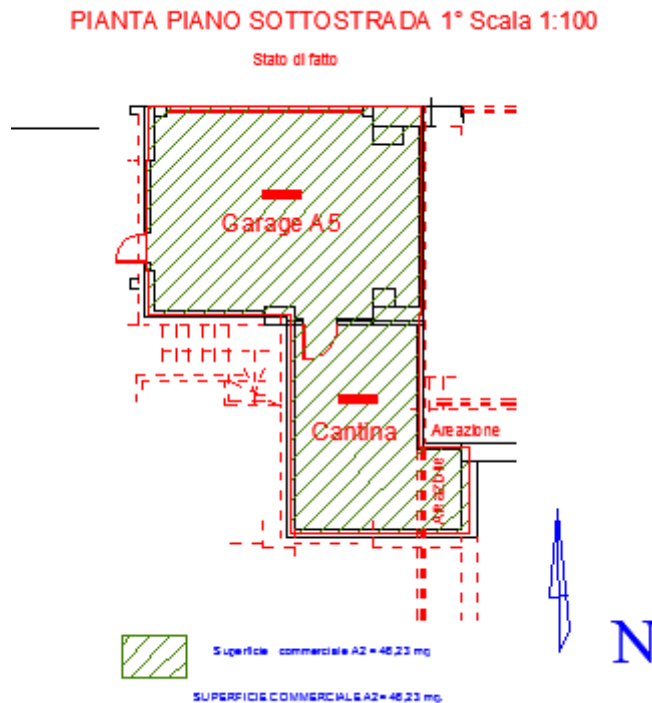 PIANTA PIANO SOTTOSTRADA 1° Scala 1:100
Stato di fatto
Garage A5
Cantina
Areazione
Areazione
N
Superficie commerciale A2 = 46,23 mq
SUPERFICIE COMMERCIALE A2= 46,23 mq